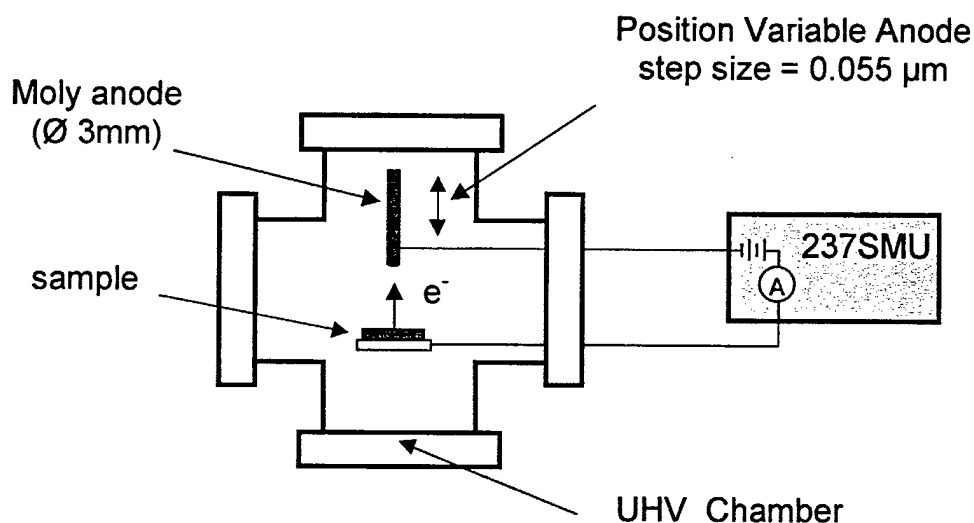 Position Variable Anode
step size = 0.055 µm
Moly anode
(Ø 3mm)
237SMU
A
sample
e-
UHV Chamber